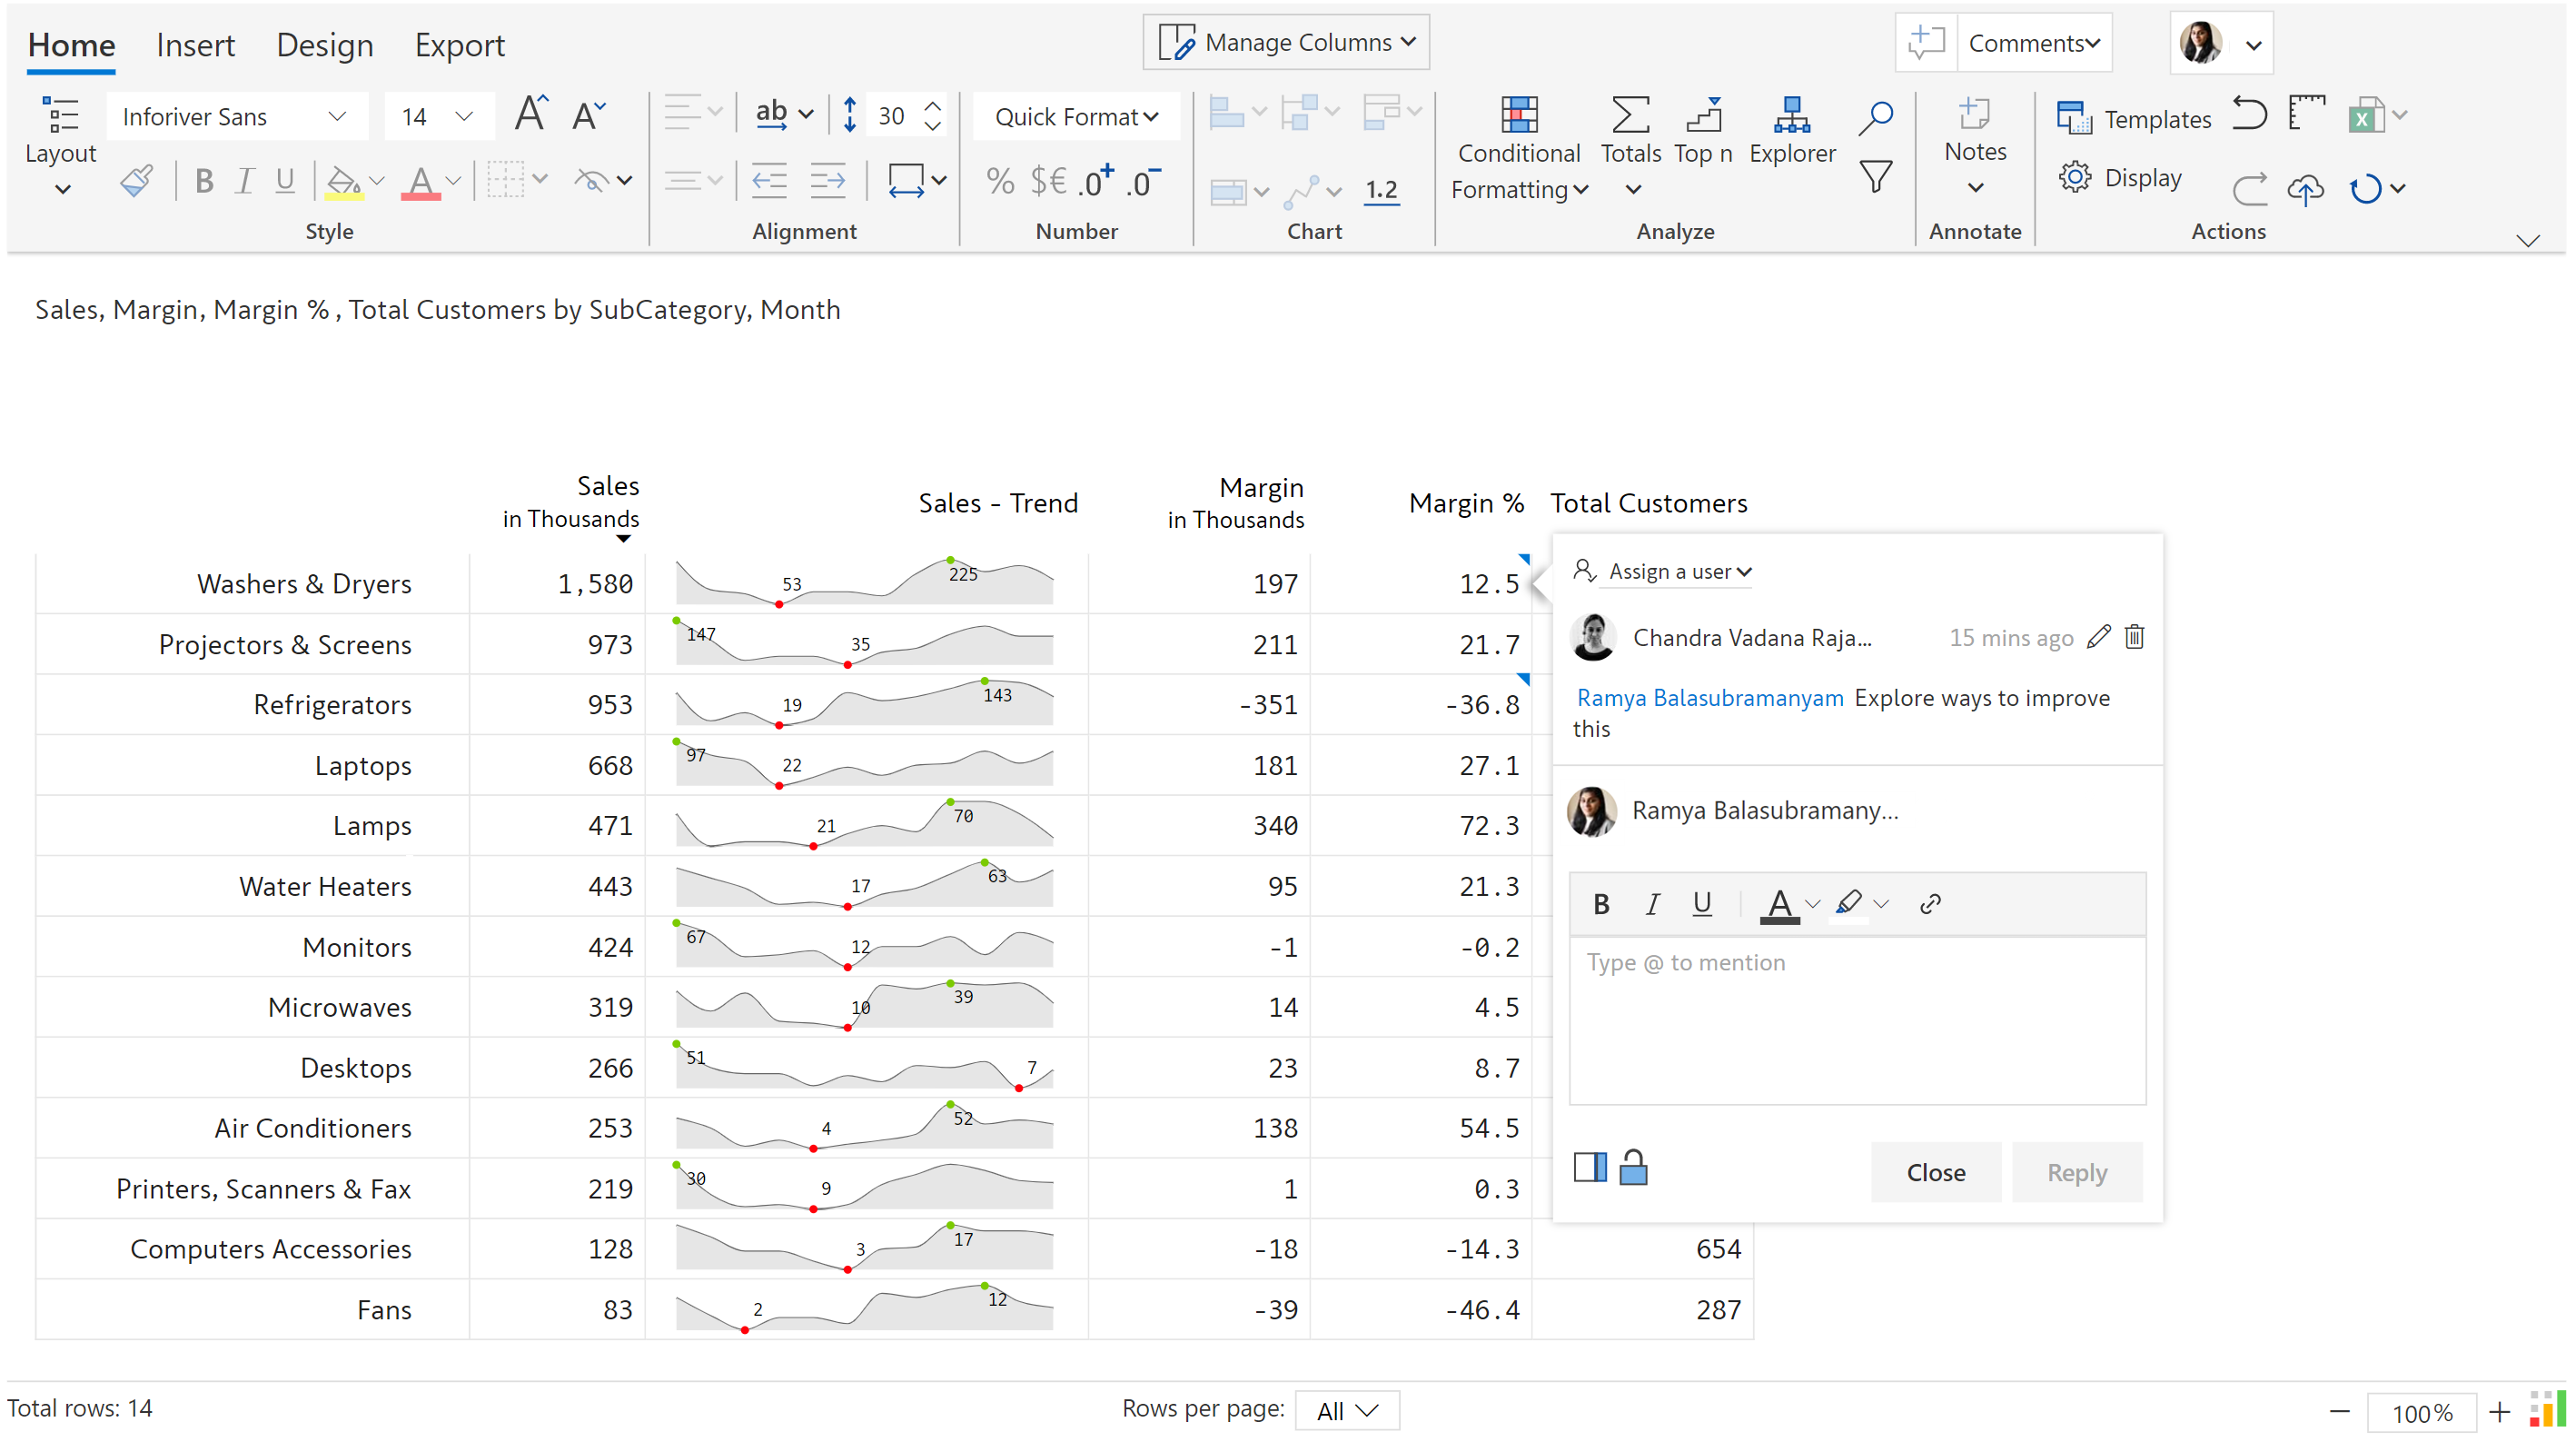 Home Insert Design Export Manage Columns Comments
Inforiver Sans 14 A A ab 30 Quick Format
Layout Conditional Formatting Totals Top n Explorer Notes Templates
B I U A % $€ .0+ .0- 1.2 Display
Style Alignment Number Chart Analyze Annotate Actions
Sales, Margin, Margin % , Total Customers by SubCategory, Month
Sales in Thousands Sales - Trend Margin in Thousands Margin % Total Customers
Washers & Dryers 1,580 53 225 197 12.5
Projectors & Screens 973 147 35 211 21.7
Refrigerators 953 19 143 -351 -36.8
Laptops 668 97 22 181 27.1
Lamps 471 21 70 340 72.3
Water Heaters 443 17 63 95 21.3
Monitors 424 67 12 -1 -0.2
Microwaves 319 10 39 14 4.5
Desktops 266 51 7 23 8.7
Air Conditioners 253 4 52 138 54.5
Printers, Scanners & Fax 219 30 9 1 0.3
Computers Accessories 128 3 17 -18 -14.3 654
Fans 83 2 12 -39 -46.4 287
Assign a user
Chandra Vadana Raja... 15 mins ago
Ramya Balasubramanyam Explore ways to improve
this
Ramya Balasubramany...
B I U A
Type @ to mention
Close Reply
Total rows: 14 Rows per page: All 100%